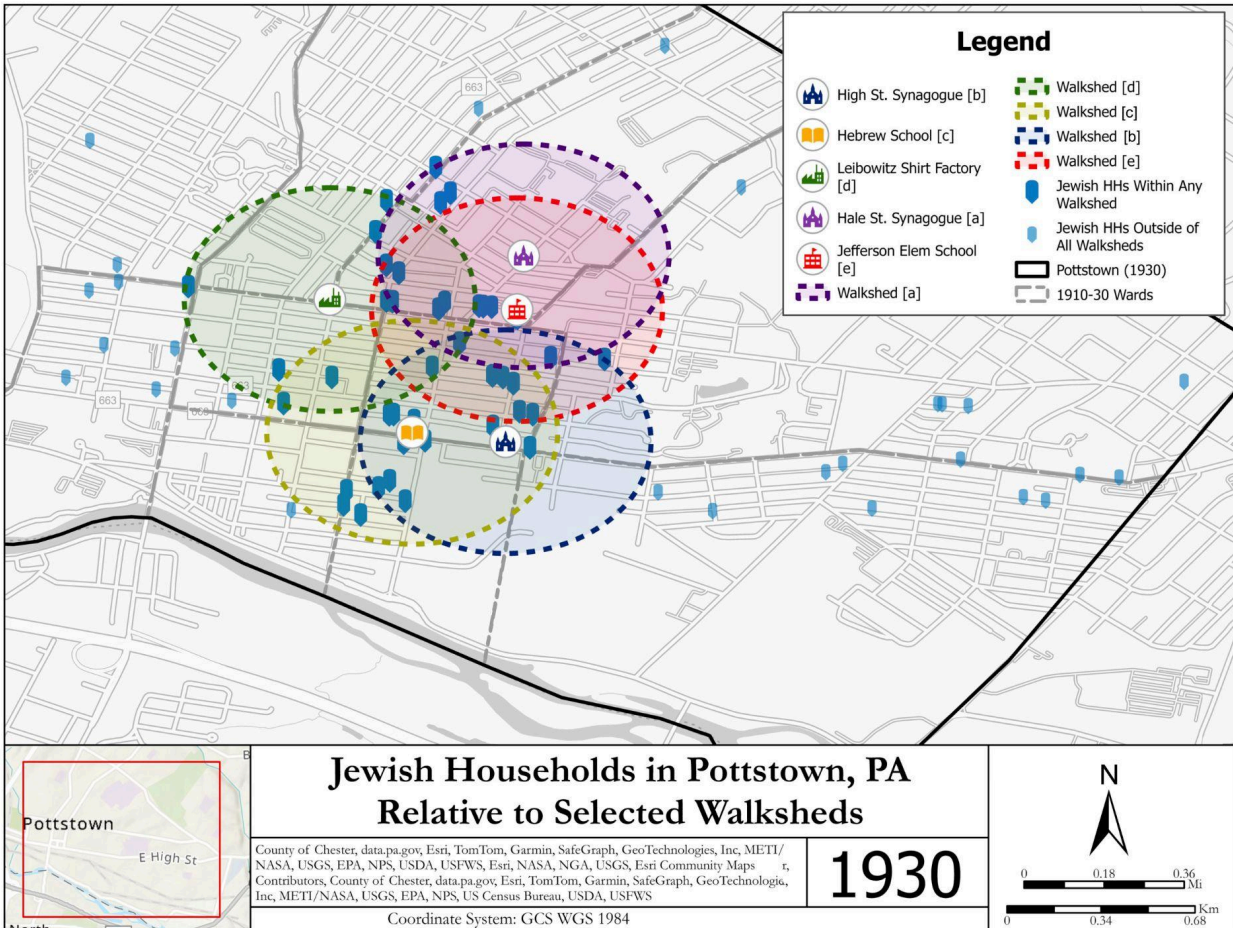 Legend
High St. Synagogue [b]
Hebrew School [c]
Leibowitz Shirt Factory
[d]
Hale St. Synagogue [a]
Jefferson Elem School
[e]
Walkshed [a]
Walkshed [d]
Walkshed [c]
Walkshed [b]
Walkshed [e]
Jewish HHs Within Any
Walkshed
Jewish HHs Outside of
All Walksheds
Pottstown (1930)
1910-30 Wards
663
663
Pottstown
E High St
North
B
Jewish Households in Pottstown, PA
Relative to Selected Walksheds
County of Chester, data.pa.gov, Esri, TomTom, Garmin, SafeGraph, GeoTechnologies, Inc, METI/
NASA, USGS, EPA, NPS, USDA, USFWS, Esri, NASA, NGA, USGS, Esri Community Maps r,
Contributors, County of Chester, data.pa.gov, Esri, TomTom, Garmin, SafeGraph, GeoTechnologie,
Inc, METI/NASA, USGS, EPA, NPS, US Census Bureau, USDA, USFWS
Coordinate System: GCS WGS 1984
1930
N
0 0.18 0.36
Mi
Km
0 0.34 0.68